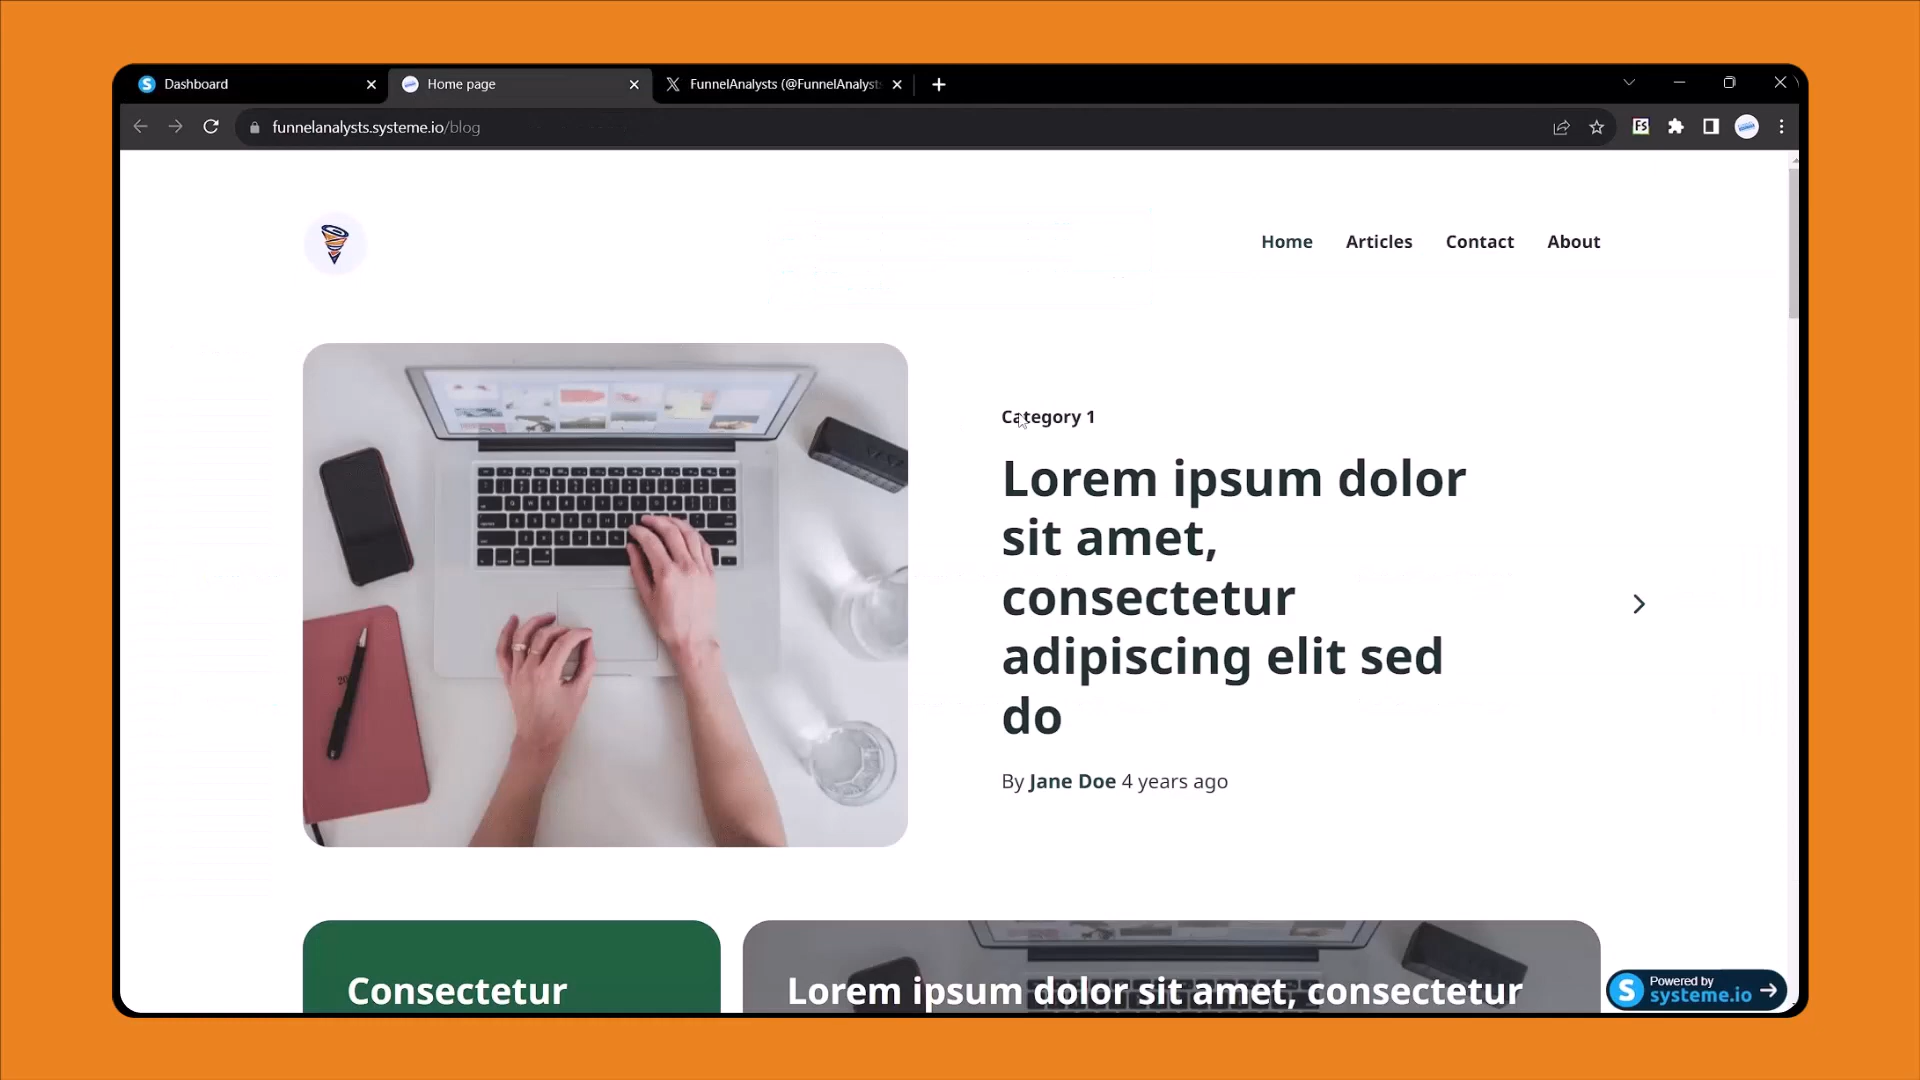 Dashboard
Home page
FunnelAnalysts (@FunnelAnalysts
funnelanalysts.systeme.io/blog
Home Articles Contact About
Category 1
Lorem ipsum dolor
sit amet,
consectetur
adipiscing elit sed
do
By Jane Doe 4 years ago
Consectetur
Lorem ipsum dolor sit amet, consectetur
Powered by
systeme.io